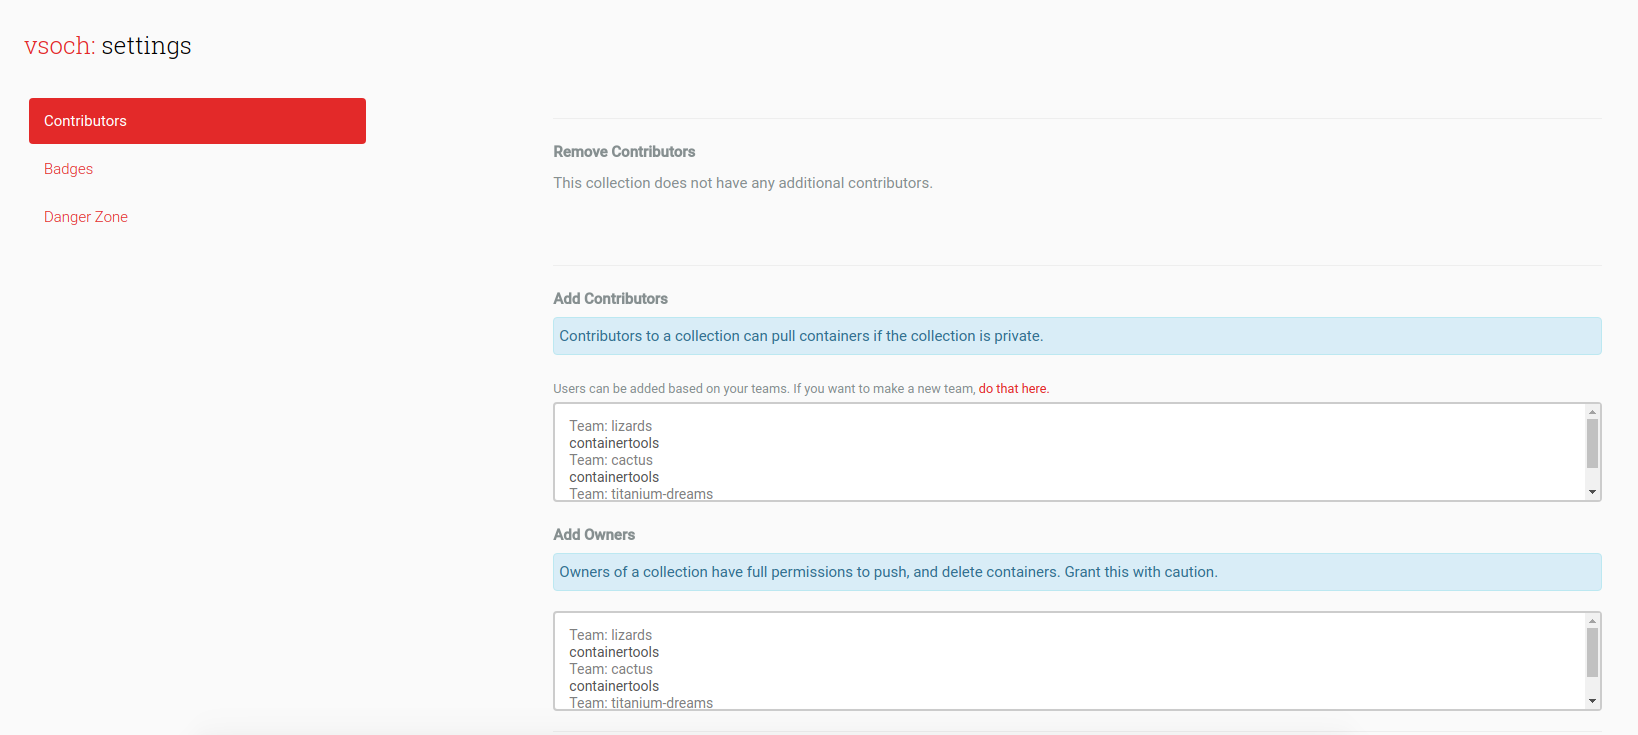 vsoch: settings
Contributors
Badges
Danger Zone
Remove Contributors
This collection does not have any additional contributors.
Add Contributors
Contributors to a collection can pull containers if the collection is private.
Users can be added based on your teams. If you want to make a new team, do that here.
Team: lizards
containertools
Team: cactus
containertools
Team: titanium-dreams
Add Owners
Owners of a collection have full permissions to push, and delete containers. Grant this with caution.
Team: lizards
containertools
Team: cactus
containertools
Team: titanium-dreams